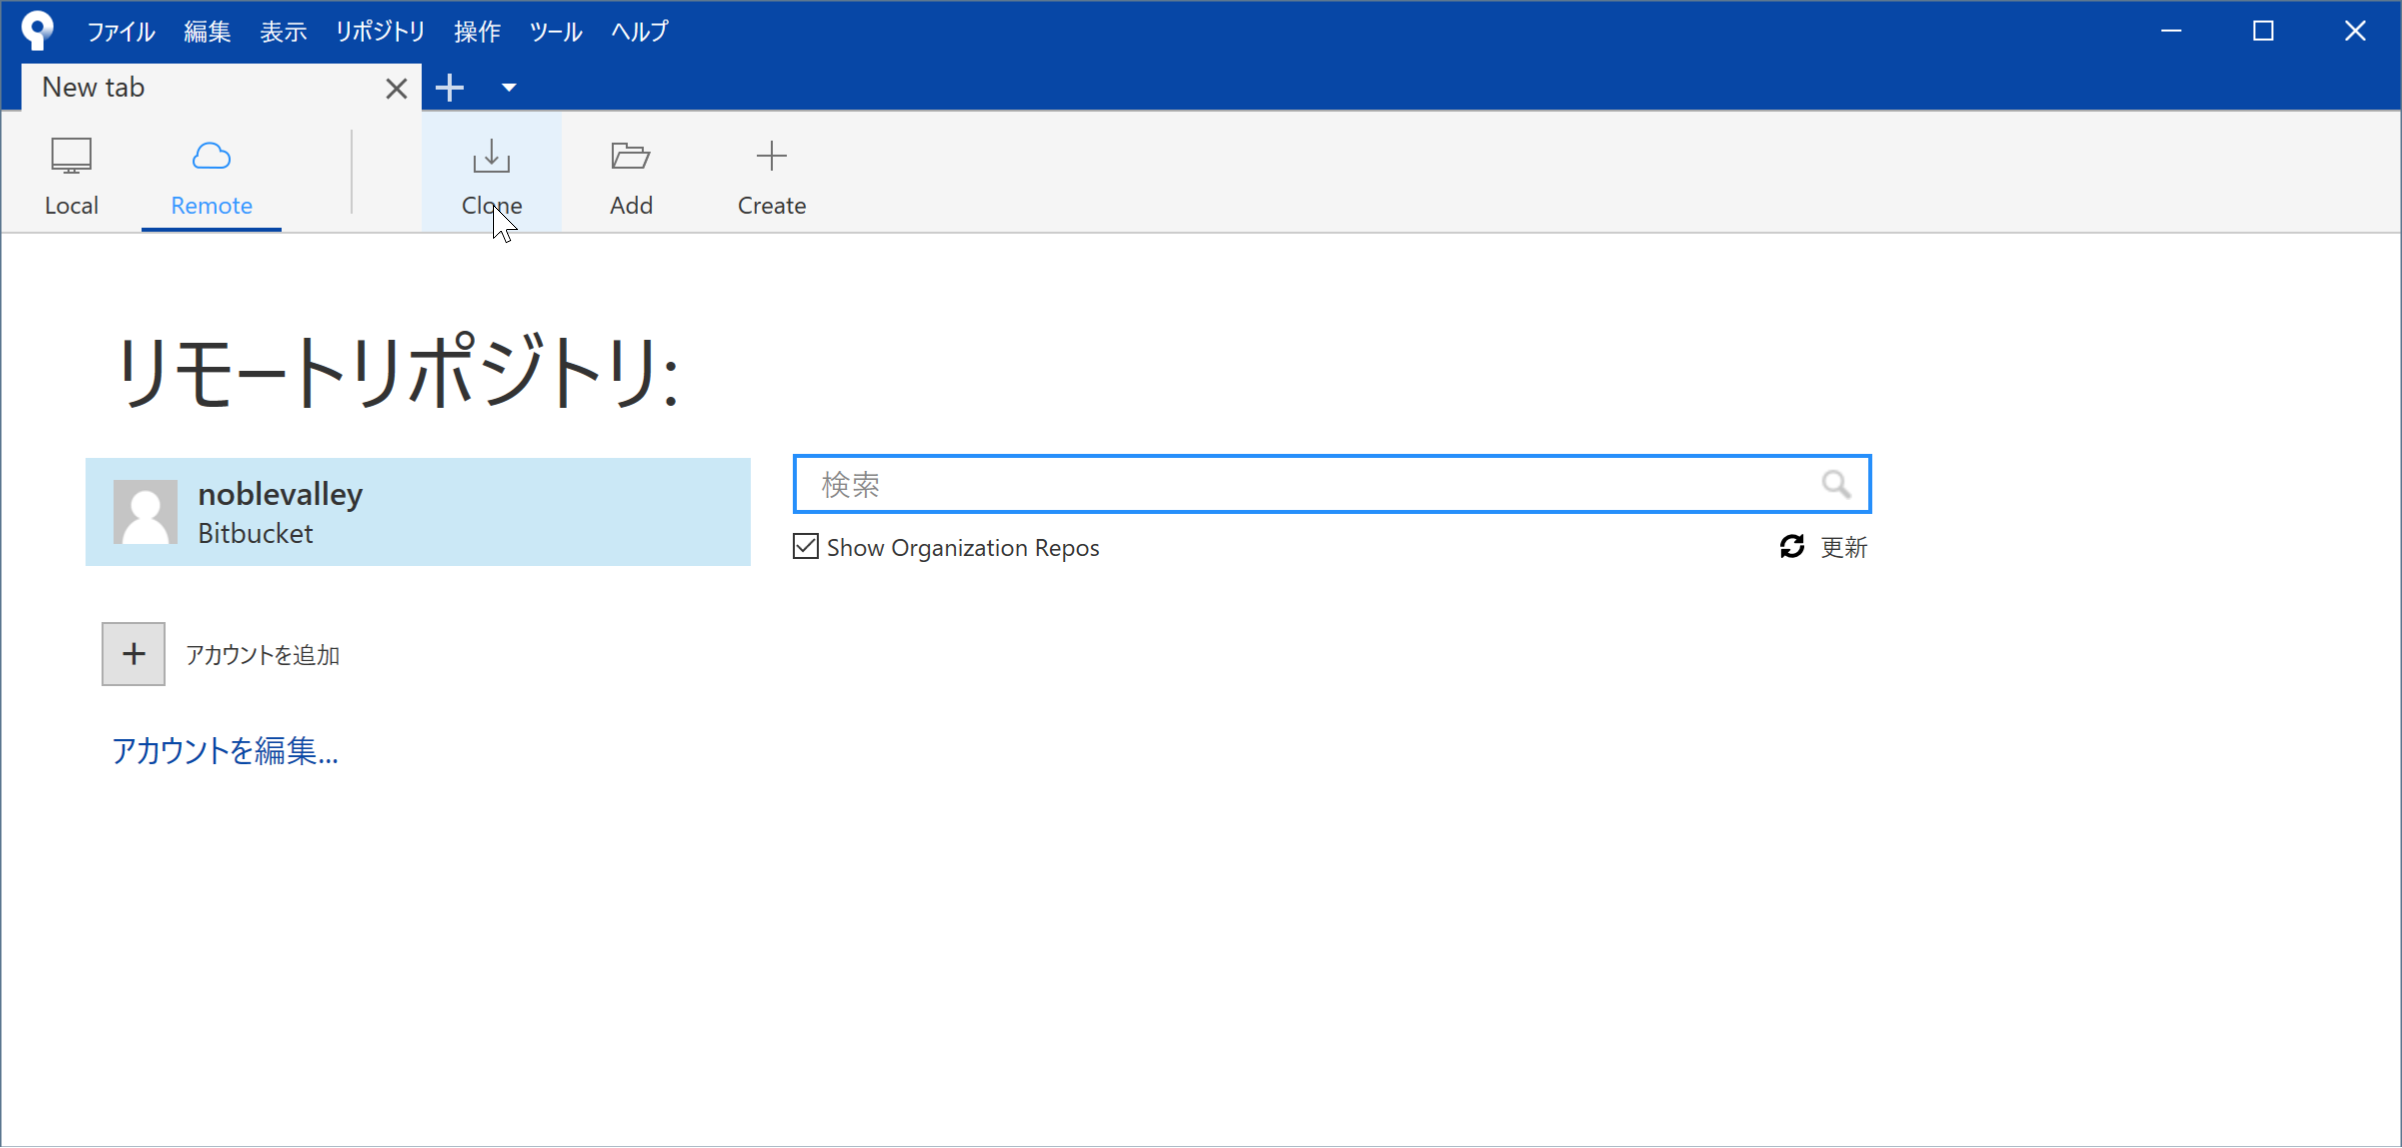 ファイル 編集 表示 リポジトリ 操作 ツール ヘルプ
New tab
Local Remote Clone Add Create
リモートリポジトリ:
noblevalley
Bitbucket
検索
Show Organization Repos 更新
アカウントを追加
アカウントを編集...